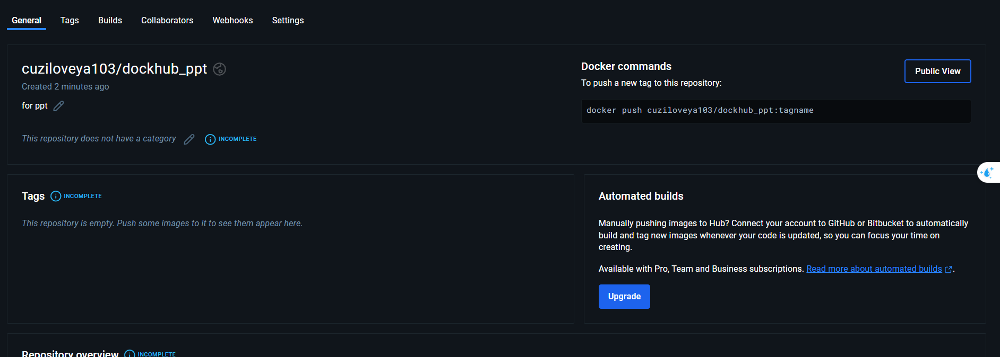 General Tags Builds Collaborators Webhooks Settings
cuziloveya103/dockhub_ppt
Created 2 minutes ago
for ppt
This repository does not have a category INCOMPLETE
Docker commands
To push a new tag to this repository:
Public View
docker push cuziloveya103/dockhub_ppt:tagname
Tags INCOMPLETE
This repository is empty. Push some images to it to see them appear here.
Automated builds
Manually pushing images to Hub? Connect your account to GitHub or Bitbucket to automatically
build and tag new images whenever your code is updated, so you can focus your time on
creating.
Available with Pro, Team and Business subscriptions. Read more about automated builds .
Upgrade
Repository overview INCOMPLETE